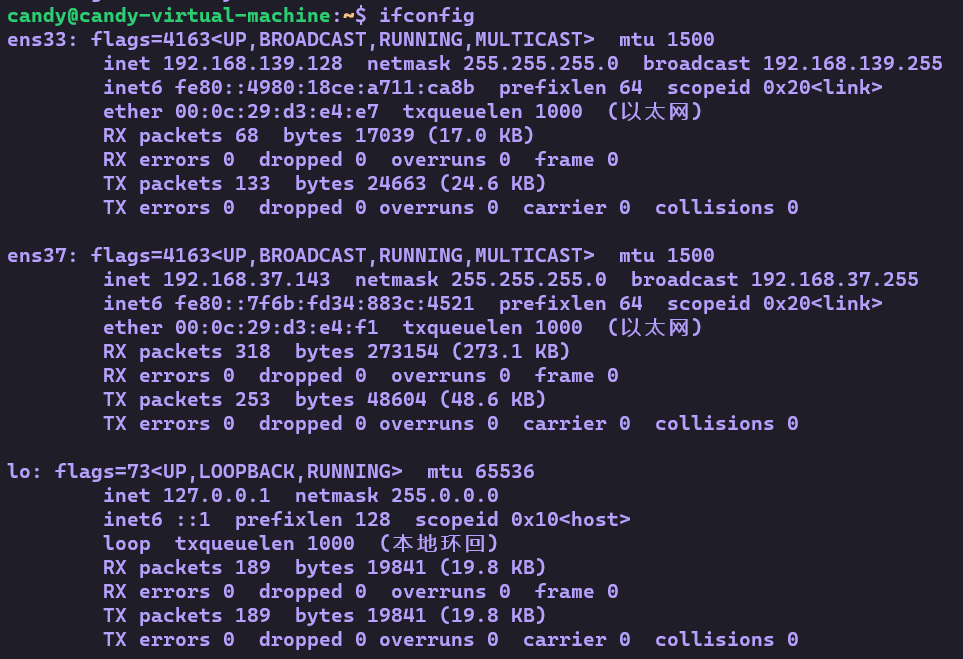 candy@candy-virtual-machine:~$ ifconfig
ens33: flags=4163<UP,BROADCAST,RUNNING,MULTICAST>  mtu 1500
        inet 192.168.139.128  netmask 255.255.255.0  broadcast 192.168.139.255
        inet6 fe80::4980:18ce:a711:ca8b  prefixlen 64  scopeid 0x20<link>
        ether 00:0c:29:d3:e4:e7  txqueuelen 1000  (以太网)
        RX packets 68  bytes 17039 (17.0 KB)
        RX errors 0  dropped 0  overruns 0  frame 0
        TX packets 133  bytes 24663 (24.6 KB)
        TX errors 0  dropped 0 overruns 0  carrier 0  collisions 0

ens37: flags=4163<UP,BROADCAST,RUNNING,MULTICAST>  mtu 1500
        inet 192.168.37.143  netmask 255.255.255.0  broadcast 192.168.37.255
        inet6 fe80::7f6b:fd34:883c:4521  prefixlen 64  scopeid 0x20<link>
        ether 00:0c:29:d3:e4:f1  txqueuelen 1000  (以太网)
        RX packets 318  bytes 273154 (273.1 KB)
        RX errors 0  dropped 0  overruns 0  frame 0
        TX packets 253  bytes 48604 (48.6 KB)
        TX errors 0  dropped 0 overruns 0  carrier 0  collisions 0

lo: flags=73<UP,LOOPBACK,RUNNING>  mtu 65536
        inet 127.0.0.1  netmask 255.0.0.0
        inet6 ::1  prefixlen 128  scopeid 0x10<host>
        loop  txqueuelen 1000  (本地环回)
        RX packets 189  bytes 19841 (19.8 KB)
        RX errors 0  dropped 0  overruns 0  frame 0
        TX packets 189  bytes 19841 (19.8 KB)
        TX errors 0  dropped 0 overruns 0  carrier 0  collisions 0